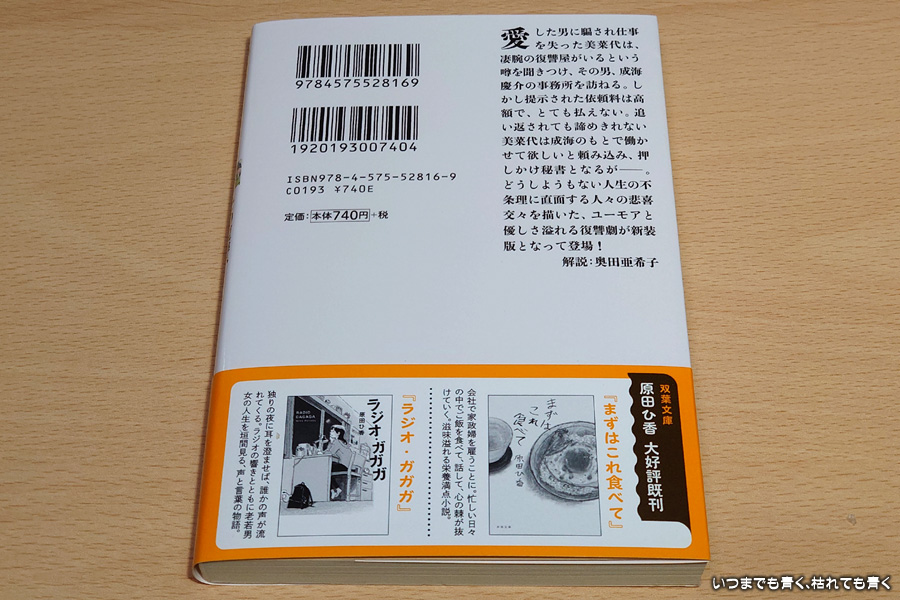 9784575528169
1920193007404
ISBN978-4-575-52816-9
C0193 ¥740E
定価：本体740円+税
愛した男に騙され仕事
を失った美菜代は、
凄腕の復讐屋がいるという
噂を聞きつけ、その男、成海
慶介の事務所を訪ねる。し
かし提示された依頼料は高
額で、とても払えない。追
い返されても諦めきれない
美菜代は成海のもとで働か
せて欲しいと頼み込み、押
しかけ秘書となるが――。
どうしようもない人生の不
条理に直面する人々の悲喜
交々を描いた、ユーモアと
優しさ溢れる復讐劇が新装
版となって登場！
解説：奥田亜希子
双葉文庫
原田ひ香 大好評既刊
『まずはこれ食べて』
まずは
これ
食べて
原田ひ香
会社で家政婦を雇うことに。忙しい日々
の中でご飯を食べて、話して、心の棘が抜
けていく。滋味溢れる栄養満点小説。
『ラジオ・ガガガ』
RADIO
GAGAGA
ラジオ・ガガガ
原田ひ香
独りの夜に耳を澄ませば、誰かの声が流
れてくる。ラジオの響きとともに老若男
女の人生を垣間見る、声と言葉の物語。
いつまでも青く、枯れても青く